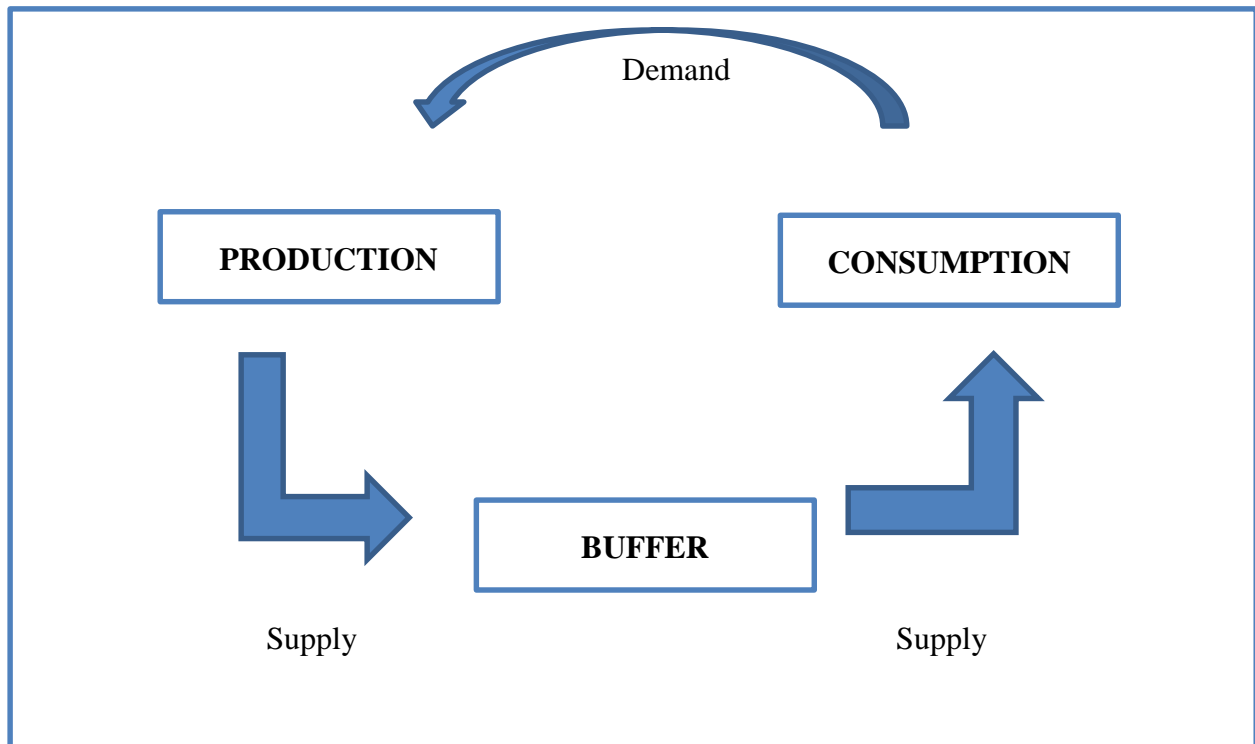 Demand
PRODUCTION
CONSUMPTION
BUFFER
Supply
Supply